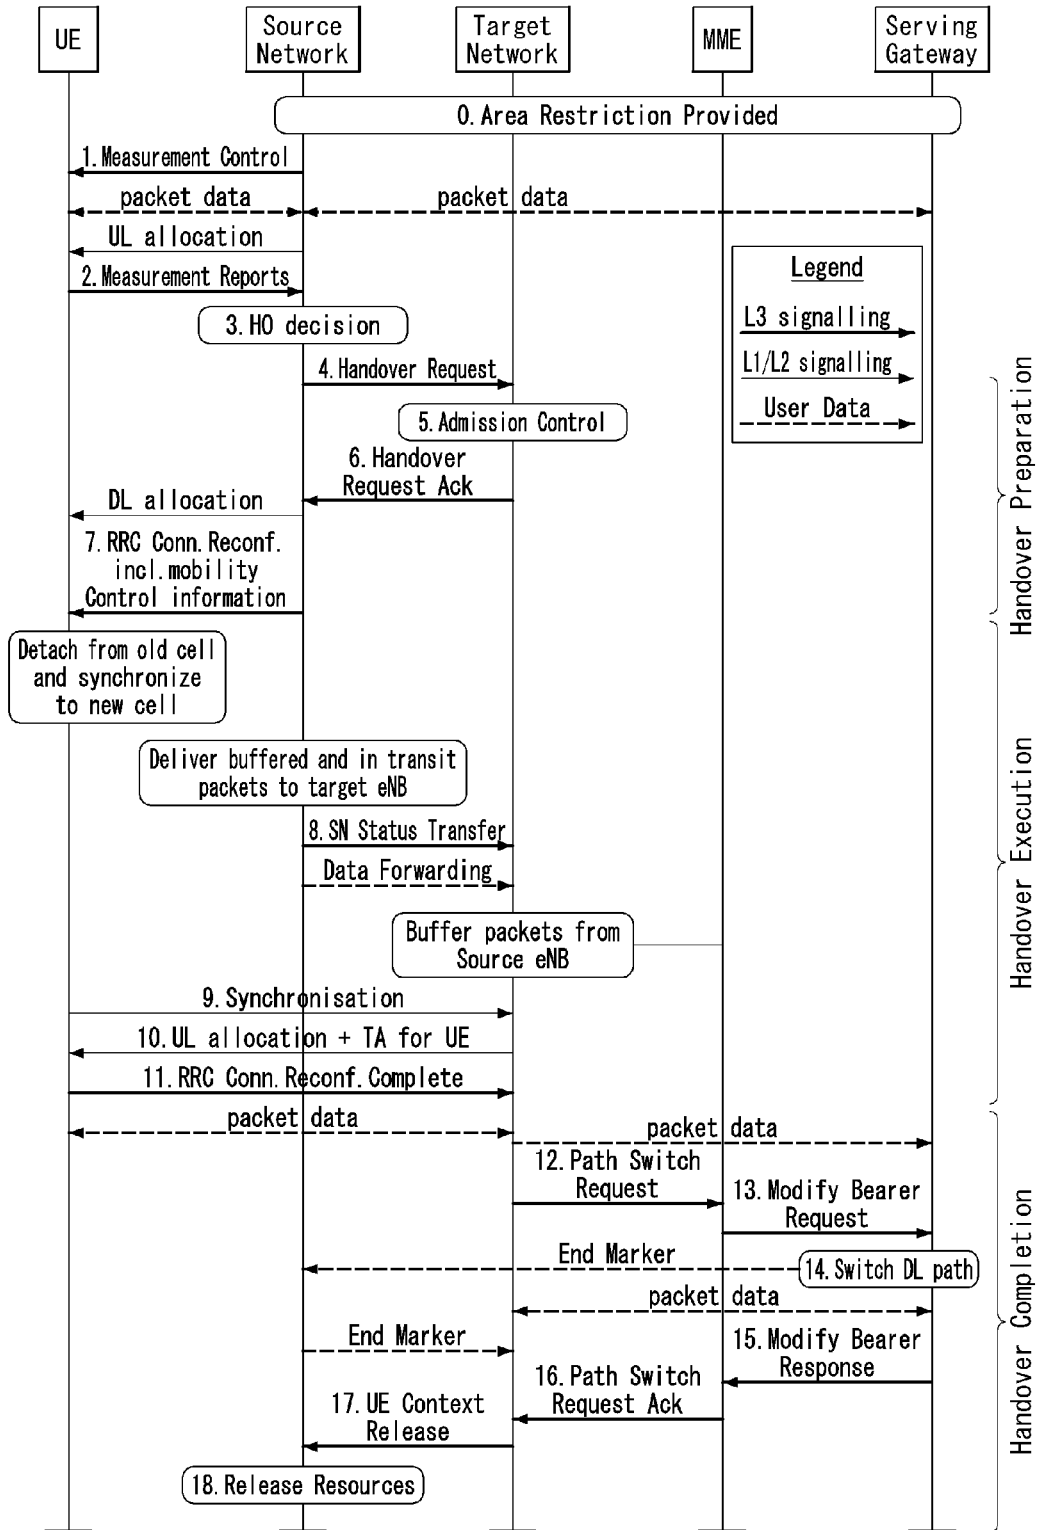 UE
Source
Network
Target
Network
MME
Serving
Gateway
0. Area Restriction Provided
1. Measurement Control
packet data
packet data
UL allocation
2. Measurement Reports
Legend
L3 signalling
L1/L2 signalling
User Data
3. HO decision
4. Handover Request
5. Admission Control
6. Handover
Request Ack
DL allocation
7. RRC Conn. Reconf.
incl. mobility
Control information
Handover Preparation
Detach from old cell
and synchronize
to new cell
Deliver buffered and in transit
packets to target eNB
8. SN Status Transfer
Data Forwarding
Buffer packets from
Source eNB
9. Synchronisation
10. UL allocation + TA for UE
11. RRC Conn. Reconf. Complete
Handover Execution
packet data
packet data
12. Path Switch
Request
13. Modify Bearer
Request
End Marker
14. Switch DL path
packet data
End Marker
15. Modify Bearer
Response
16. Path Switch
Request Ack
17. UE Context
Release
18. Release Resources
Handover Completion